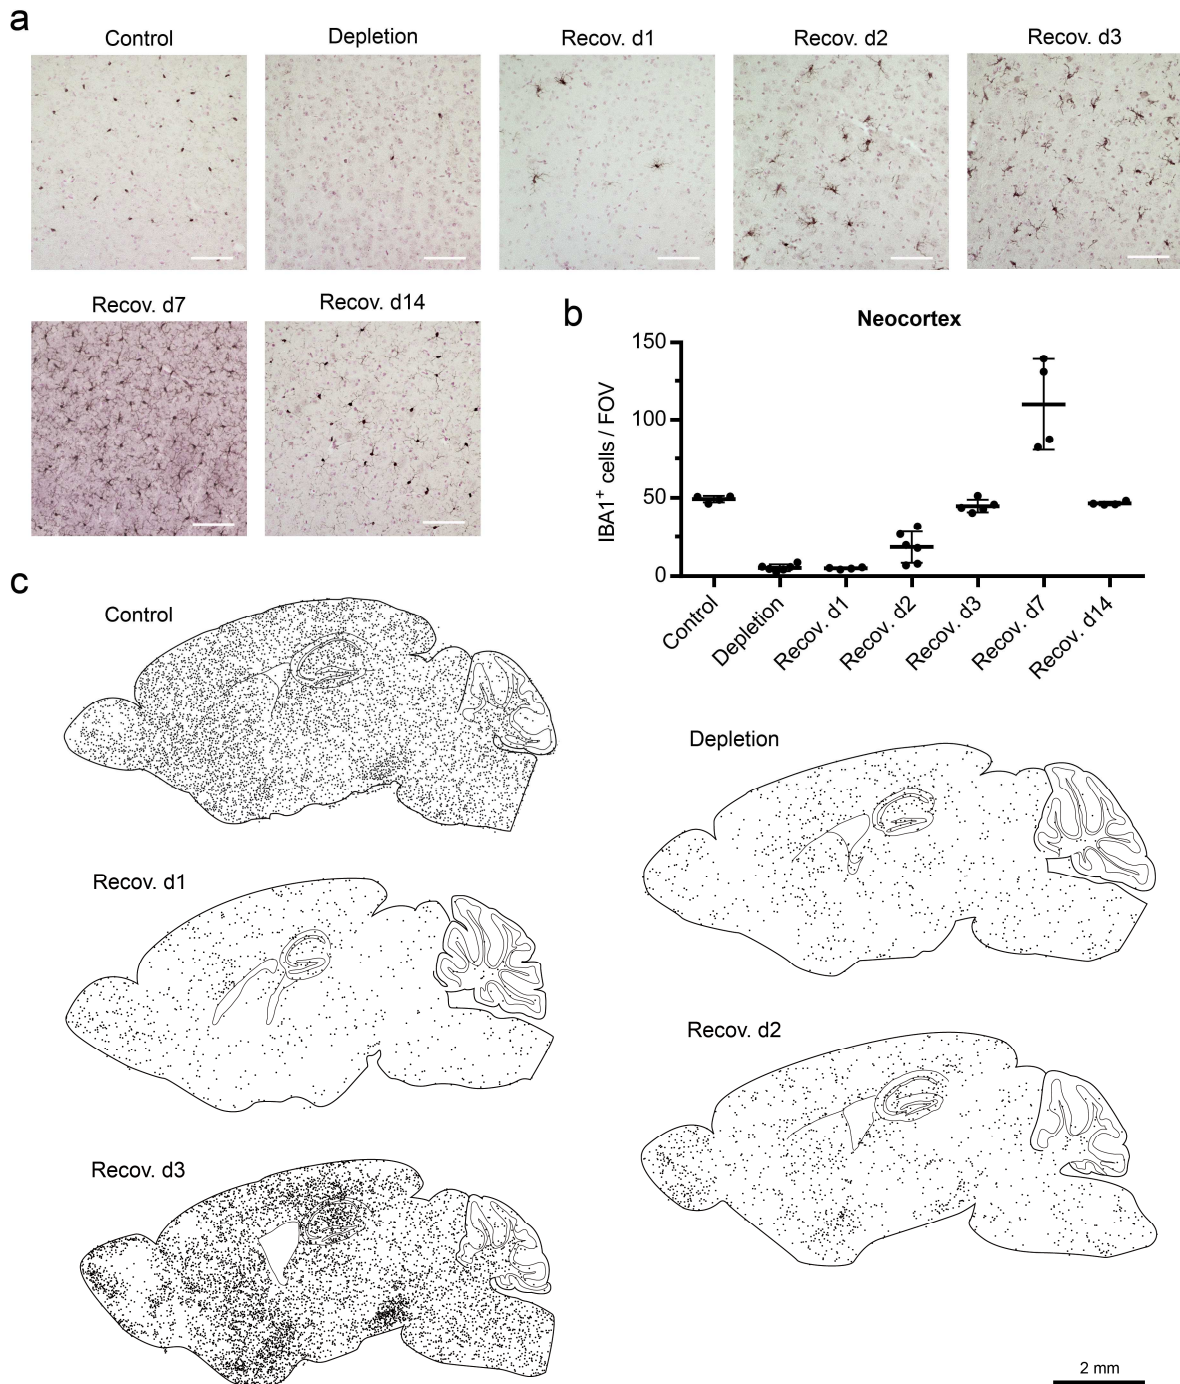 a
Control
Depletion
Recov. d1
Recov. d2
Recov. d3
Recov. d7
Recov. d14
b
Neocortex
IBA1⁺ cells / FOV
150
100
50
0
Control
Depletion
Recov. d1
Recov. d2
Recov. d3
Recov. d7
Recov. d14
c
Control
Depletion
Recov. d1
Recov. d2
Recov. d3
2 mm